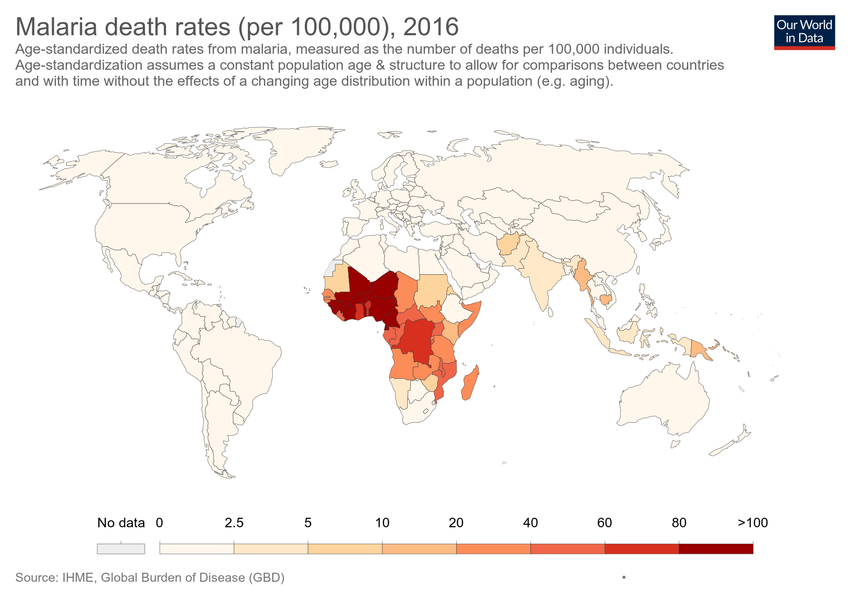 Malaria death rates (per 100,000), 2016
Our World
in Data
Age-standardized death rates from malaria, measured as the number of deaths per 100,000 individuals.
Age-standardization assumes a constant population age & structure to allow for comparisons between countries
and with time without the effects of a changing age distribution within a population (e.g. aging).
No data 0 2.5 5 10 20 40 60 80 >100
Source: IHME, Global Burden of Disease (GBD)